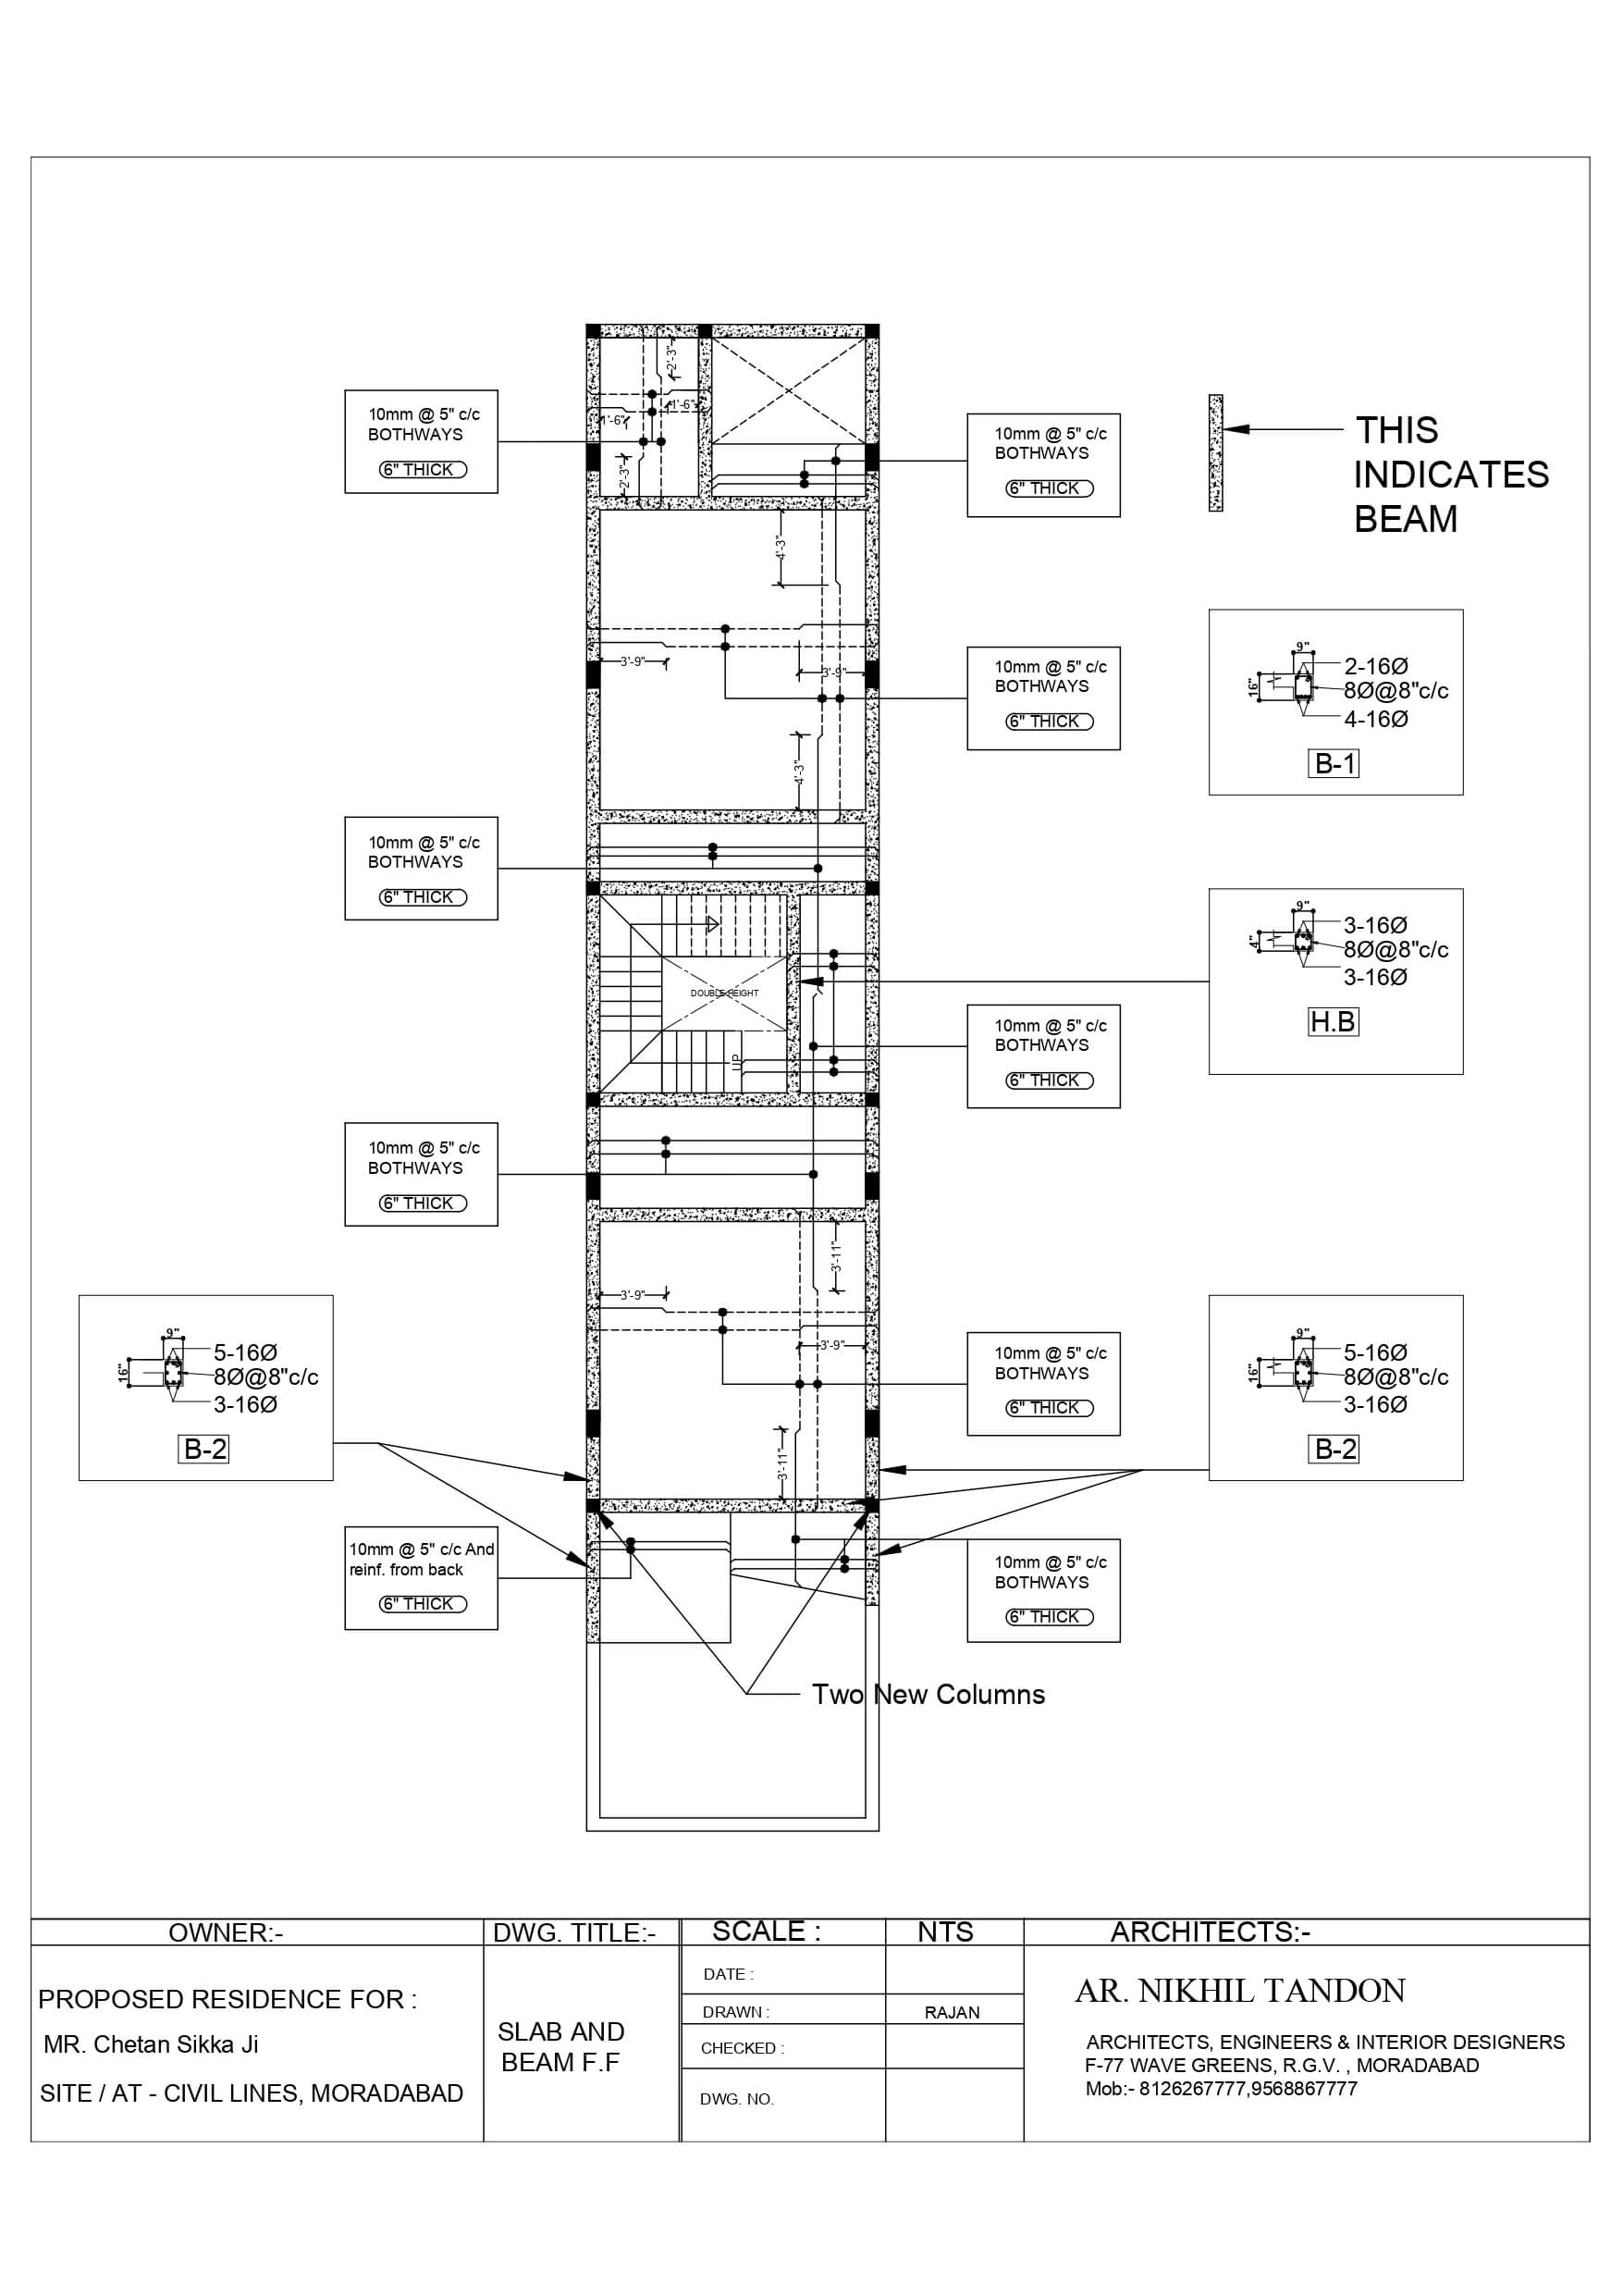 2'-3"
1'-6"
1'-6"
2'-3"
10mm @ 5" c/c
BOTHWAYS
6" THICK
10mm @ 5" c/c
BOTHWAYS
6" THICK
THIS
INDICATES
BEAM
4'-3"
3'-9"
3'-9"
4'-3"
10mm @ 5" c/c
BOTHWAYS
6" THICK
9"
16"
2-16Ø
8Ø@8"c/c
4-16Ø
B-1
10mm @ 5" c/c
BOTHWAYS
6" THICK
DOUBLE HEIGHT
UP
9"
4"
3-16Ø
8Ø@8"c/c
3-16Ø
H.B
10mm @ 5" c/c
BOTHWAYS
6" THICK
10mm @ 5" c/c
BOTHWAYS
6" THICK
3'-11"
3'-9"
3'-9"
3'-11"
9"
16"
5-16Ø
8Ø@8"c/c
3-16Ø
B-2
10mm @ 5" c/c
BOTHWAYS
6" THICK
9"
16"
5-16Ø
8Ø@8"c/c
3-16Ø
B-2
10mm @ 5" c/c And
reinf. from back
6" THICK
10mm @ 5" c/c
BOTHWAYS
6" THICK
Two New Columns
OWNER:-
PROPOSED RESIDENCE FOR :
MR. Chetan Sikka Ji
SITE / AT - CIVIL LINES, MORADABAD
DWG. TITLE:-
SLAB AND
BEAM F.F
SCALE : NTS
DATE :
DRAWN : RAJAN
CHECKED :
DWG. NO.
ARCHITECTS:-
AR. NIKHIL TANDON
ARCHITECTS, ENGINEERS & INTERIOR DESIGNERS
F-77 WAVE GREENS, R.G.V. , MORADABAD
Mob:- 8126267777,9568867777